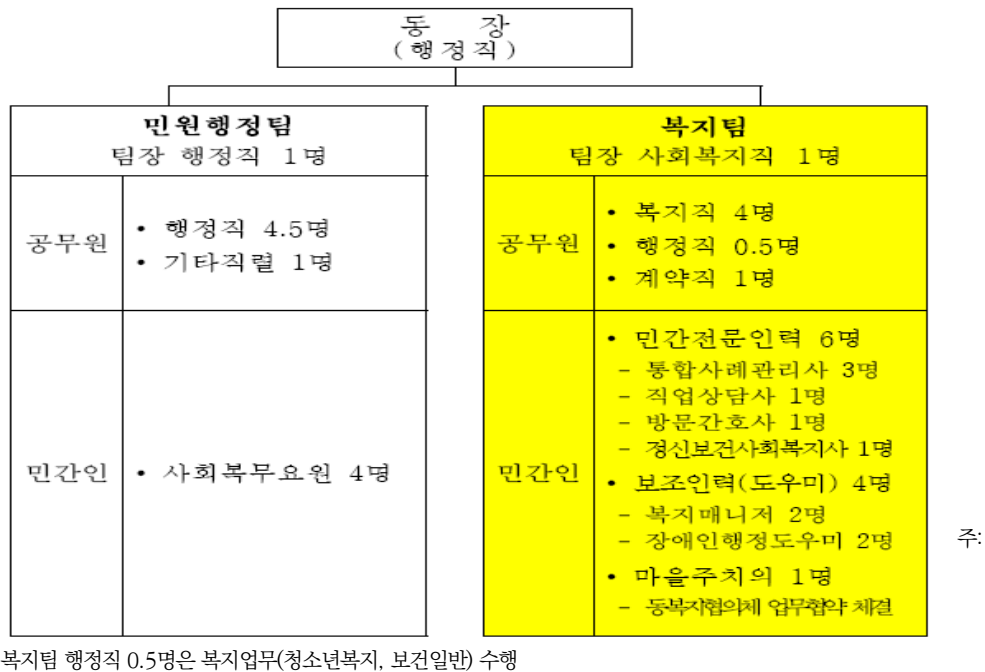 동 장
(행정직)
민원행정팀
팀장 행정직 1명
공무원
• 행정직 4.5명
• 기타직렬 1명
민간인
• 사회복무요원 4명
복지팀
팀장 사회복지직 1명
공무원
• 복지직 4명
• 행정직 0.5명
• 계약직 1명
민간인
• 민간전문인력 6명
- 통합사례관리사 3명
- 직업상담사 1명
- 방문간호사 1명
- 정신보건사회복지사 1명
• 보조인력(도우미) 4명
- 복지매니저 2명
- 장애인행정도우미 2명
• 마을주치의 1명
- 동복지협의체 업무협약 체결
주:
복지팀 행정직 0.5명은 복지업무(청소년복지, 보건일반) 수행